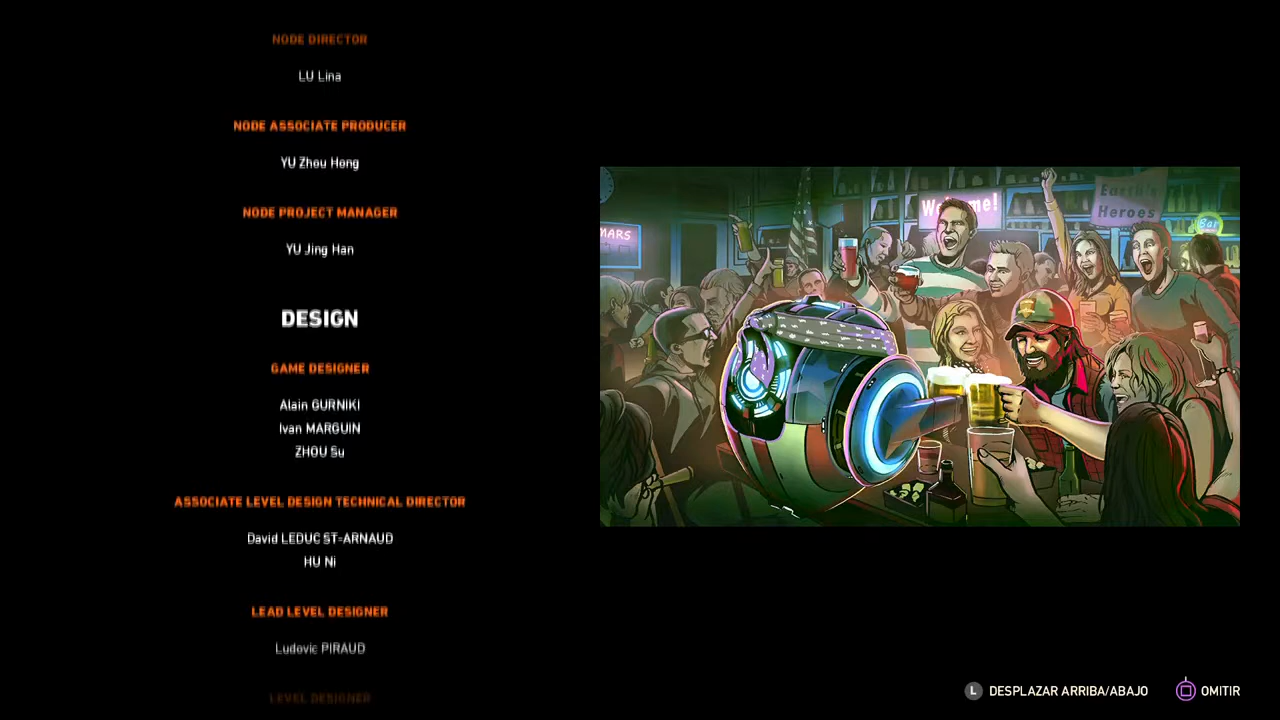 NODE DIRECTOR
LU Lina
NODE ASSOCIATE PRODUCER
YU Zhou Hong
NODE PROJECT MANAGER
YU Jing Han
DESIGN
GAME DESIGNER
Alain GURNIKI
Ivan MARGUIN
ZHOU Su
ASSOCIATE LEVEL DESIGN TECHNICAL DIRECTOR
David LEDUC ST-ARNAUD
HU Ni
LEAD LEVEL DESIGNER
Ludovic PIRAUD
LEVEL DESIGNER
MARS
We me!
Earth's
Heroes
Bar
L DESPLAZAR ARRIBA/ABAJO
OMITIR